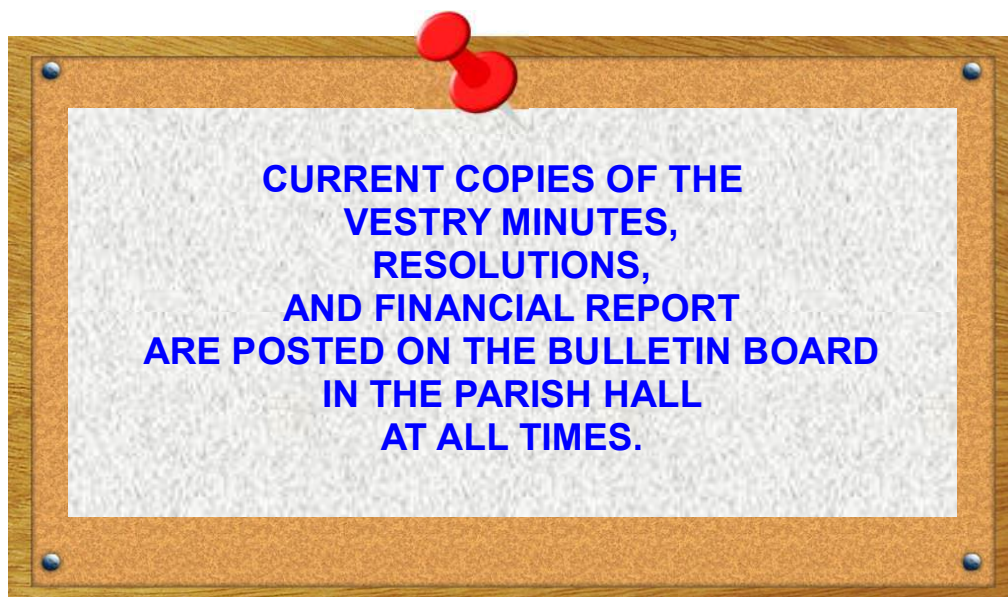 CURRENT COPIES OF THE
VESTRY MINUTES,
RESOLUTIONS,
AND FINANCIAL REPORT
ARE POSTED ON THE BULLETIN BOARD
IN THE PARISH HALL
AT ALL TIMES.